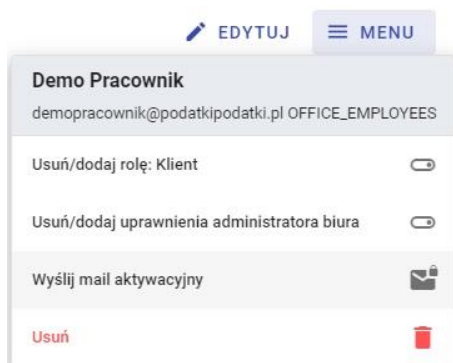 EDYTUJ MENU
Demo Pracownik
demopracownik@podatkipodatki.pl OFFICE_EMPLOYEES
Usuń/dodaj rolę: Klient
Usuń/dodaj uprawnienia administratora biura
Wyślij mail aktywacyjny
Usuń